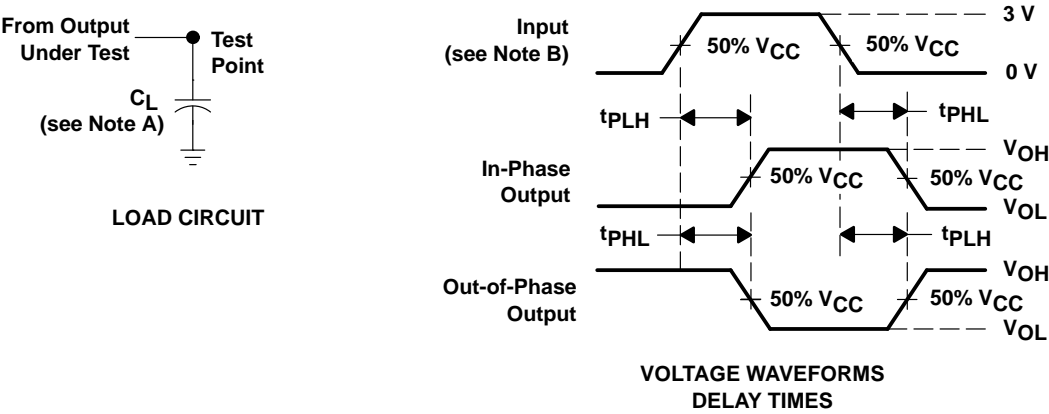 From Output
Under Test
Test
Point
CL
(see Note A)
LOAD CIRCUIT
Input
(see Note B)
50% VCC
50% VCC
3 V
0 V
tPLH
tPHL
In-Phase
Output
50% VCC
50% VCC
VOH
VOL
tPHL
tPLH
Out-of-Phase
Output
50% VCC
50% VCC
VOH
VOL
VOLTAGE WAVEFORMS
DELAY TIMES